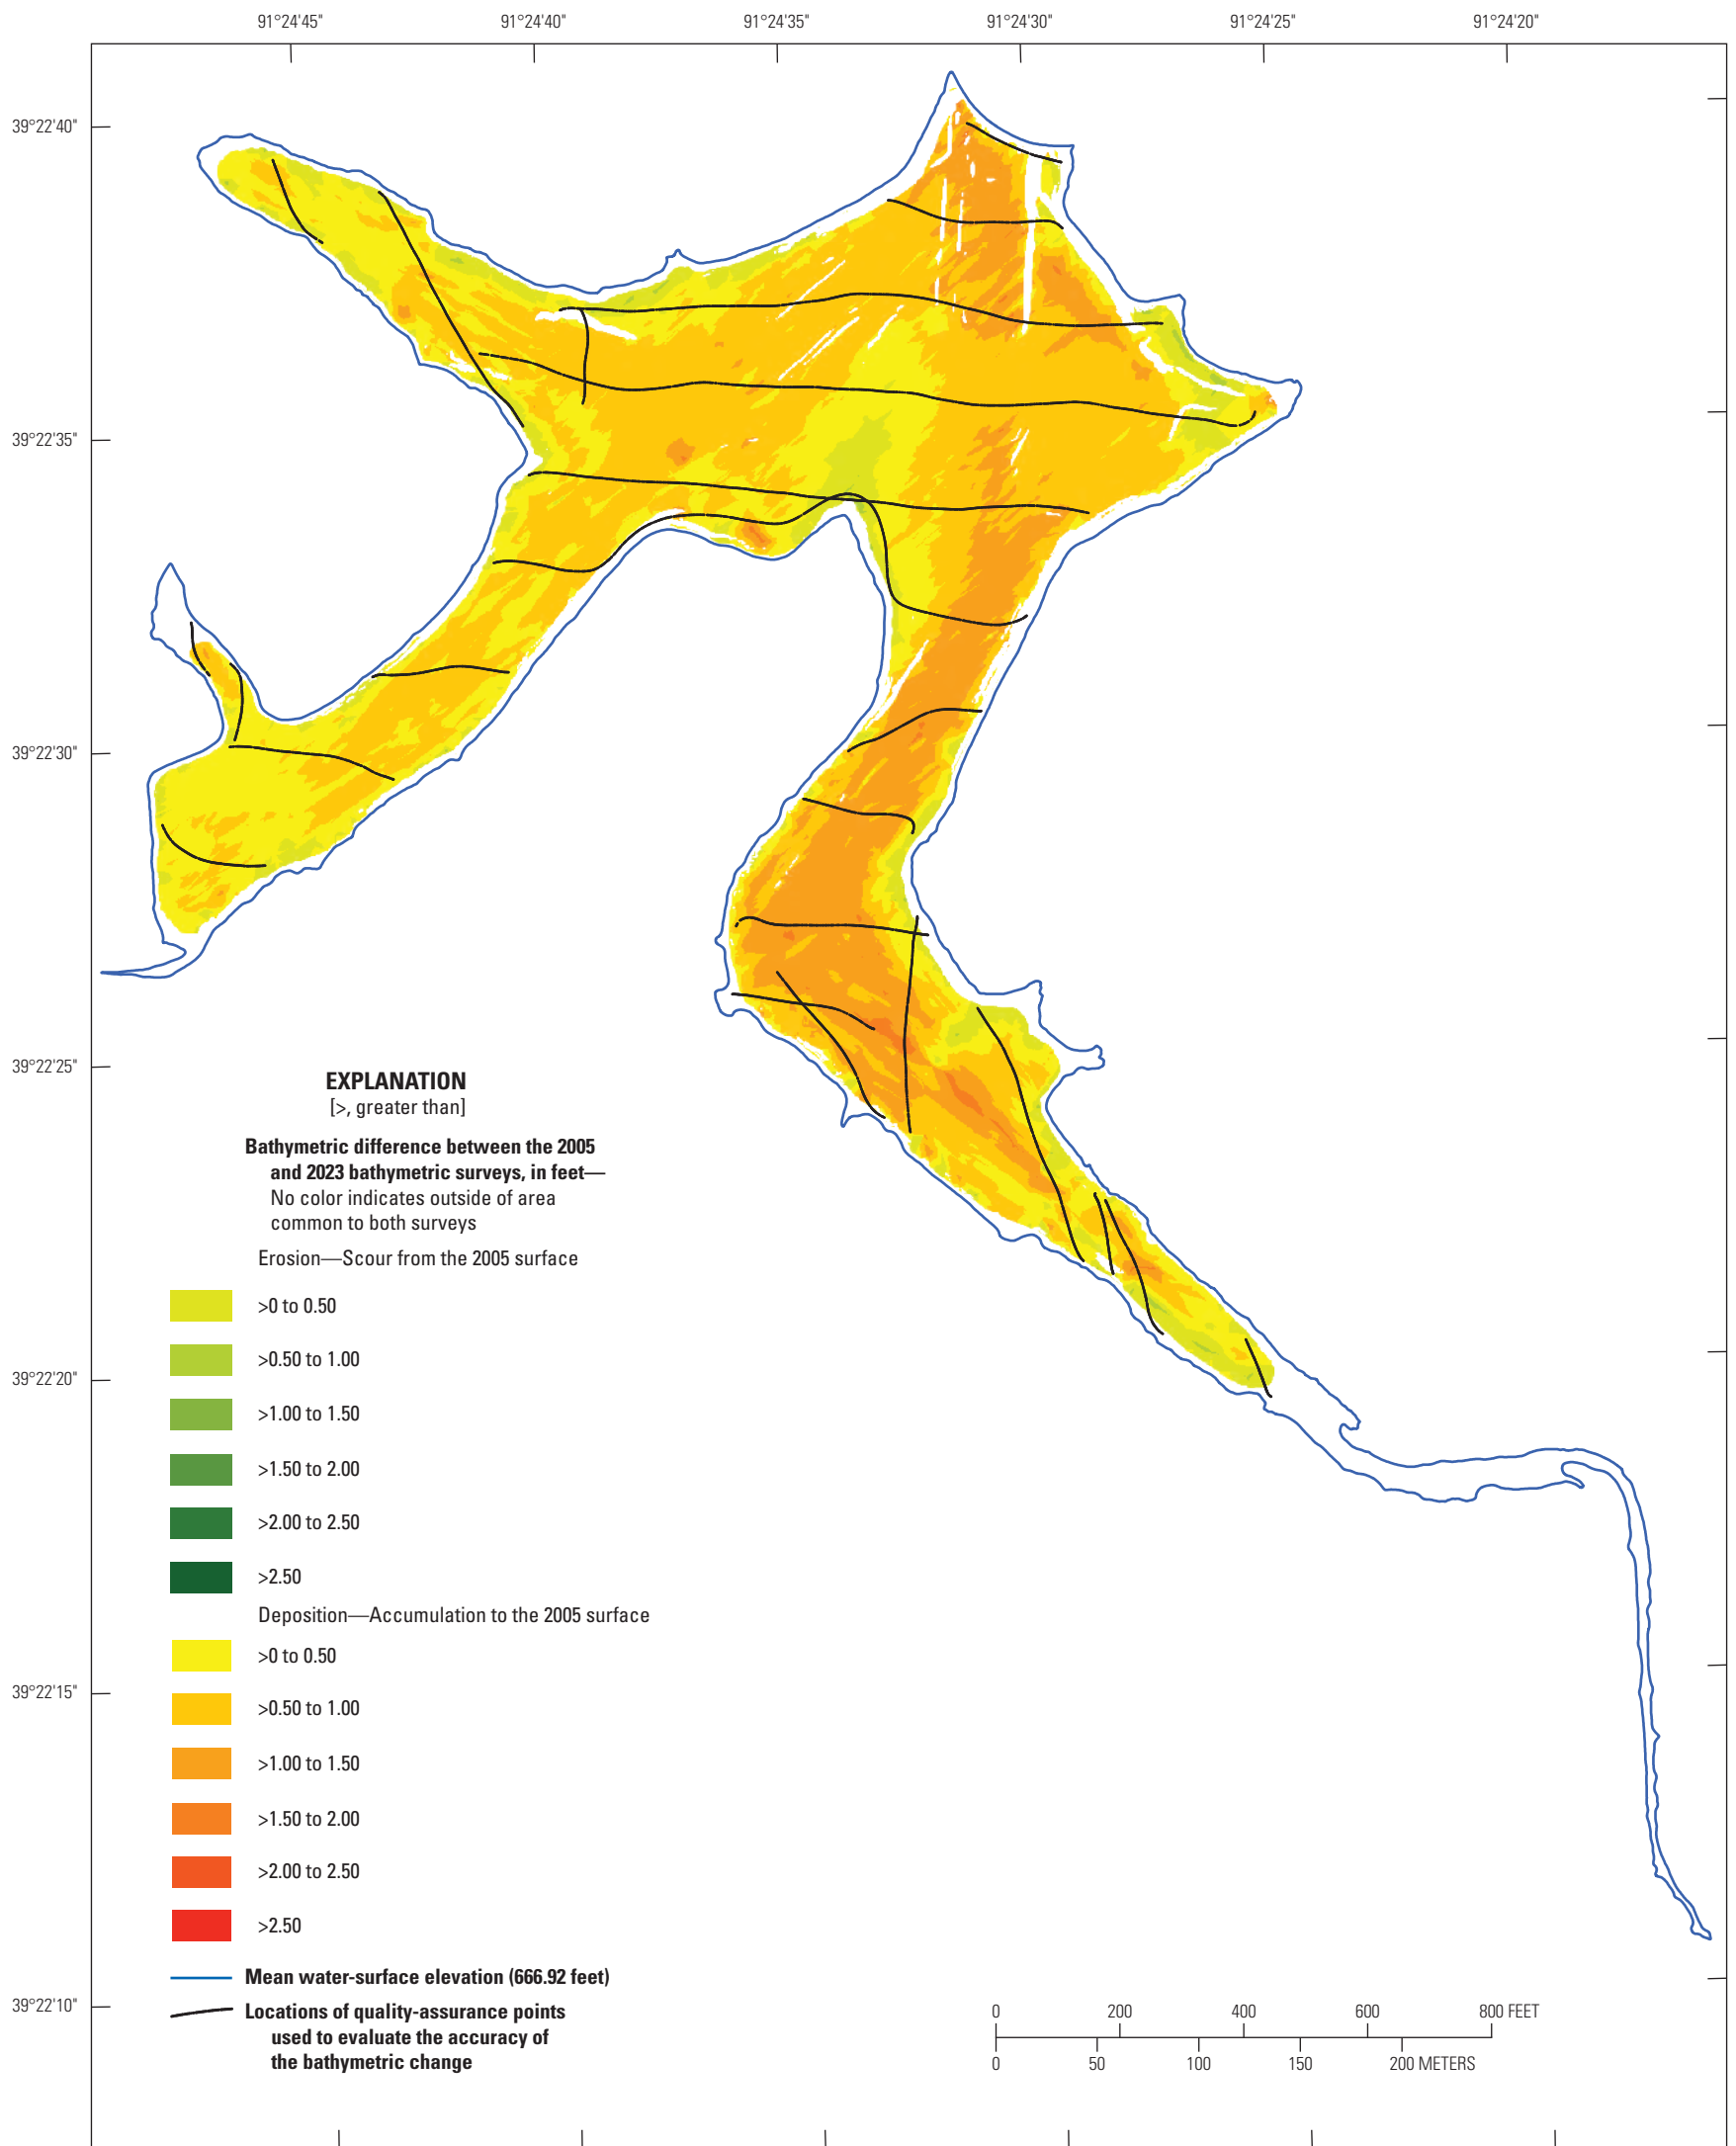 91°24'45" 91°24'40" 91°24'35" 91°24'30" 91°24'25" 91°24'20"
39°22'40"
39°22'35"
39°22'30"
39°22'25"
39°22'20"
39°22'15"
39°22'10"
EXPLANATION
[>, greater than]
Bathymetric difference between the 2005
and 2023 bathymetric surveys, in feet—
No color indicates outside of area
common to both surveys
Erosion—Scour from the 2005 surface
>0 to 0.50
>0.50 to 1.00
>1.00 to 1.50
>1.50 to 2.00
>2.00 to 2.50
>2.50
Deposition—Accumulation to the 2005 surface
>0 to 0.50
>0.50 to 1.00
>1.00 to 1.50
>1.50 to 2.00
>2.00 to 2.50
>2.50
Mean water-surface elevation (666.92 feet)
Locations of quality-assurance points
used to evaluate the accuracy of
the bathymetric change
0 200 400 600 800 FEET
0 50 100 150 200 METERS